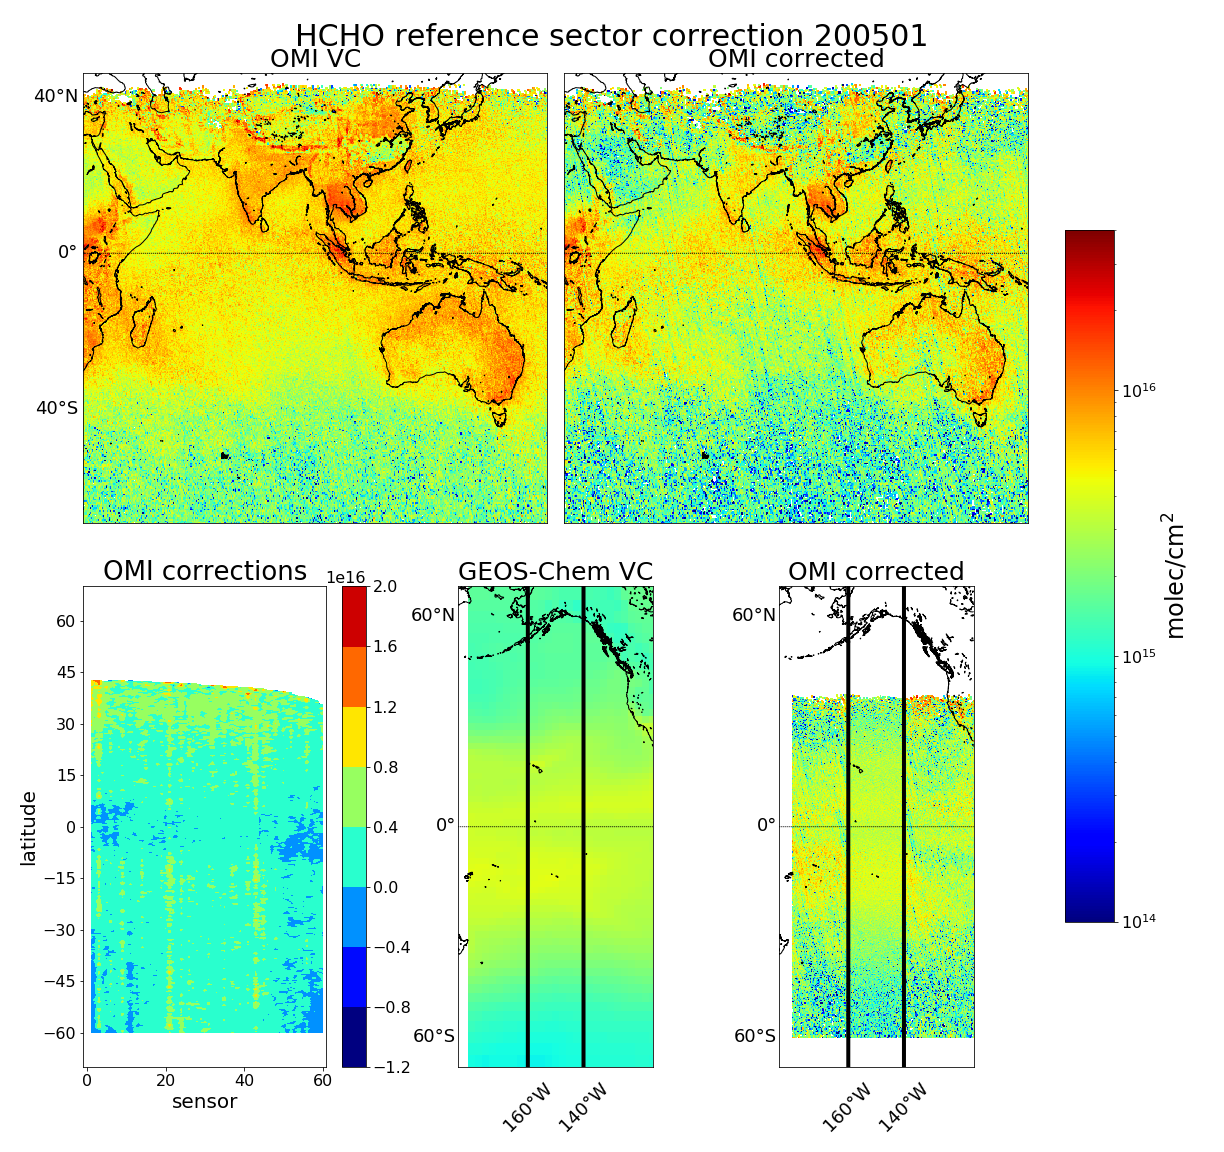 HCHO reference sector correction 200501
OMI VC
OMI corrected
40°N
0°
40°S
10¹⁶
10¹⁵
10¹⁴
molec/cm²
OMI corrections
1e16
GEOS-Chem VC
OMI corrected
60
45
30
15
0
−15
−30
−45
−60
latitude
0 20 40 60
sensor
2.0
1.6
1.2
0.8
0.4
0.0
−0.4
−0.8
−1.2
60°N
0°
60°S
160°W
140°W
60°N
0°
60°S
160°W
140°W